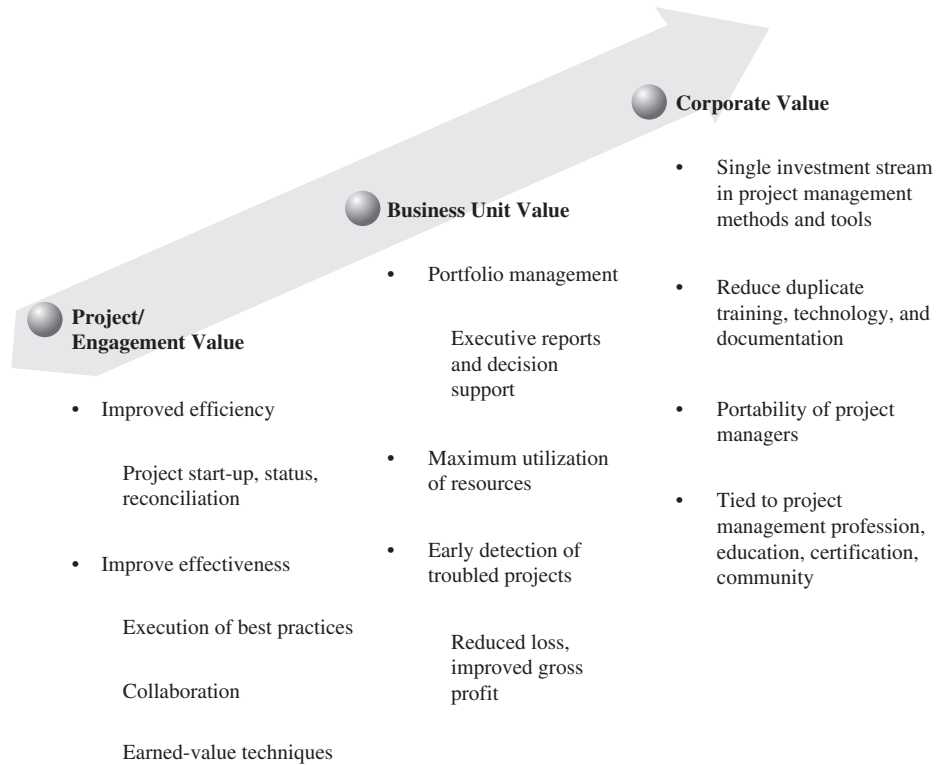 Project/
Engagement Value
• Improved efficiency
Project start-up, status,
reconciliation
• Improve effectiveness
Execution of best practices
Collaboration
Earned-value techniques
Business Unit Value
• Portfolio management
Executive reports
and decision
support
• Maximum utilization
of resources
• Early detection of
troubled projects
Reduced loss,
improved gross
profit
Corporate Value
• Single investment stream
in project management
methods and tools
• Reduce duplicate
training, technology, and
documentation
• Portability of project
managers
• Tied to project
management profession,
education, certification,
community